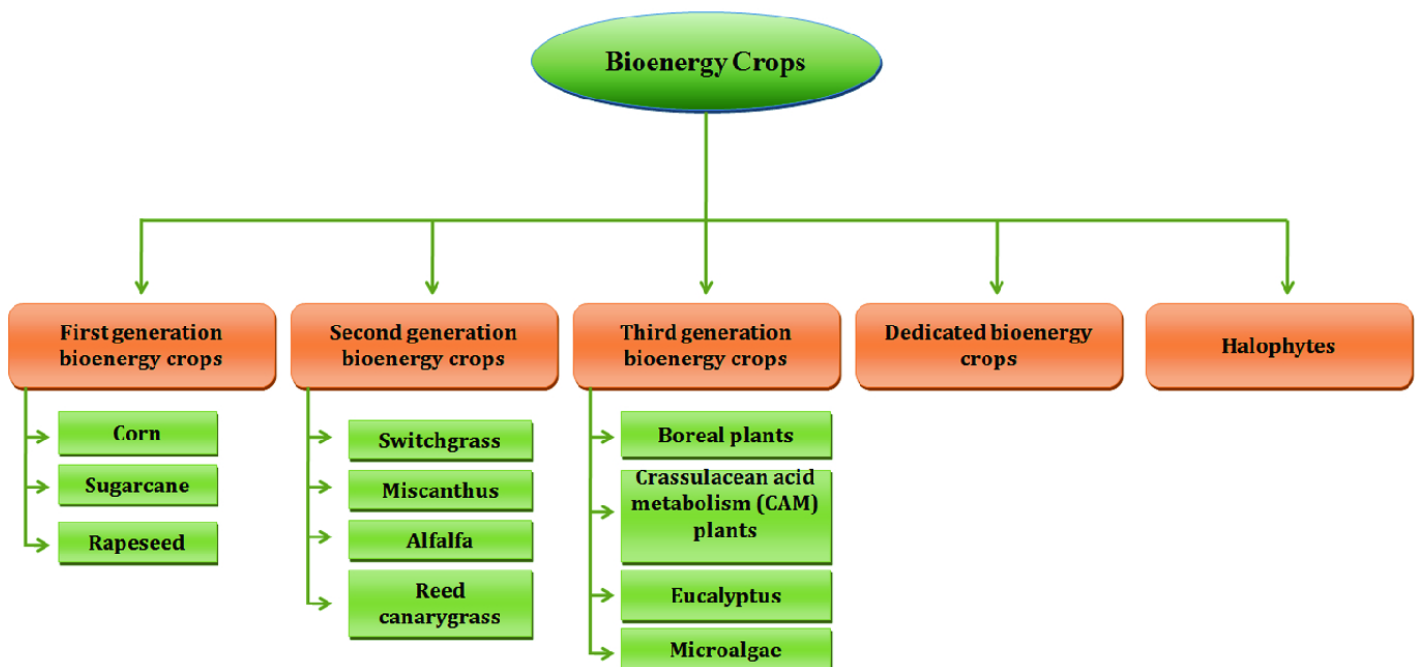 Bioenergy Crops
First generation
bioenergy crops
Second generation
bioenergy crops
Third generation
bioenergy crops
Dedicated bioenergy
crops
Halophytes
Corn
Sugarcane
Rapeseed
Switchgrass
Miscanthus
Alfalfa
Reed
canarygrass
Boreal plants
Crassulacean acid
metabolism (CAM)
plants
Eucalyptus
Microalgae